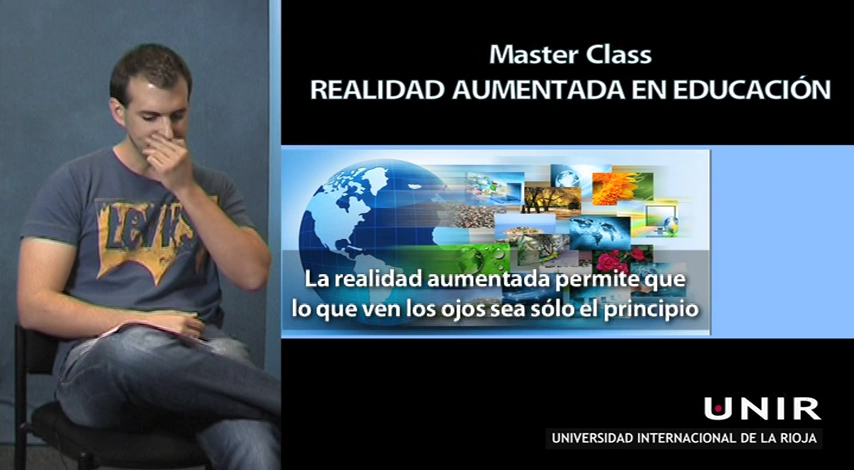 Master Class
REALIDAD AUMENTADA EN EDUCACIÓN
La realidad aumentada permite que
lo que ven los ojos sea sólo el principio
LEVI'S
UNIR
UNIVERSIDAD INTERNACIONAL DE LA RIOJA